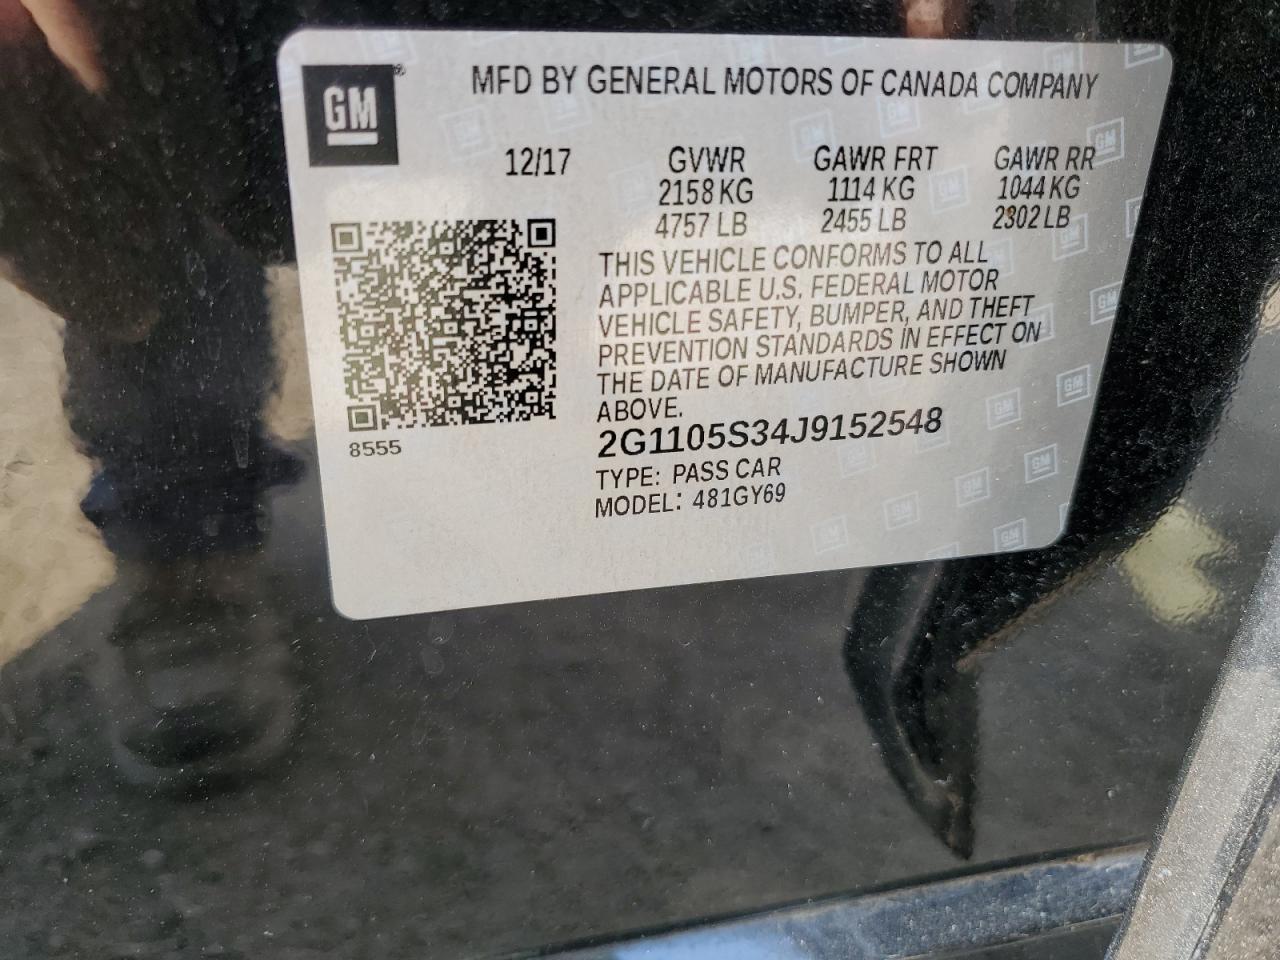 GM
MFD BY GENERAL MOTORS OF CANADA COMPANY
12/17 GVWR GAWR FRT GAWR RR
2158 KG 1114 KG 1044 KG
4757 LB 2455 LB 2302 LB
THIS VEHICLE CONFORMS TO ALL
APPLICABLE U.S. FEDERAL MOTOR
VEHICLE SAFETY, BUMPER, AND THEFT
PREVENTION STANDARDS IN EFFECT ON
THE DATE OF MANUFACTURE SHOWN
ABOVE.
8555
2G1105S34J9152548
TYPE: PASS CAR
MODEL: 481GY69